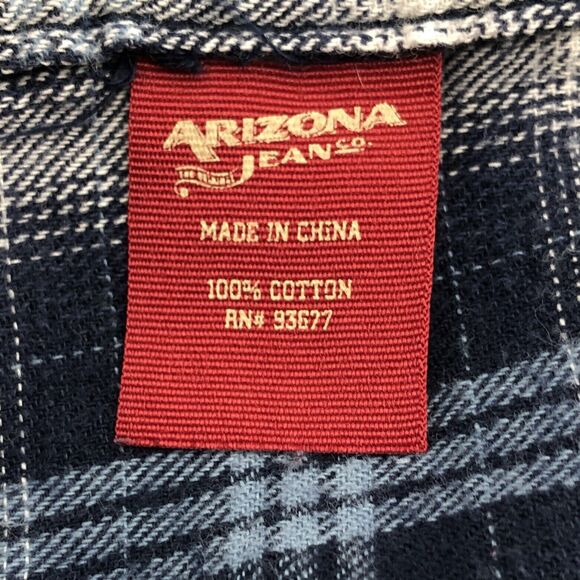 ARIZONA
JEAN CO.
MADE IN CHINA
100% COTTON
RN# 93677